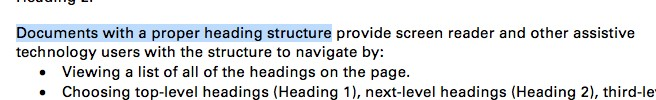 Documents with a proper heading structure provide screen reader and other assistive
technology users with the structure to navigate by:
• Viewing a list of all of the headings on the page.
• Choosing top-level headings (Heading 1), next-level headings (Heading 2), third-le